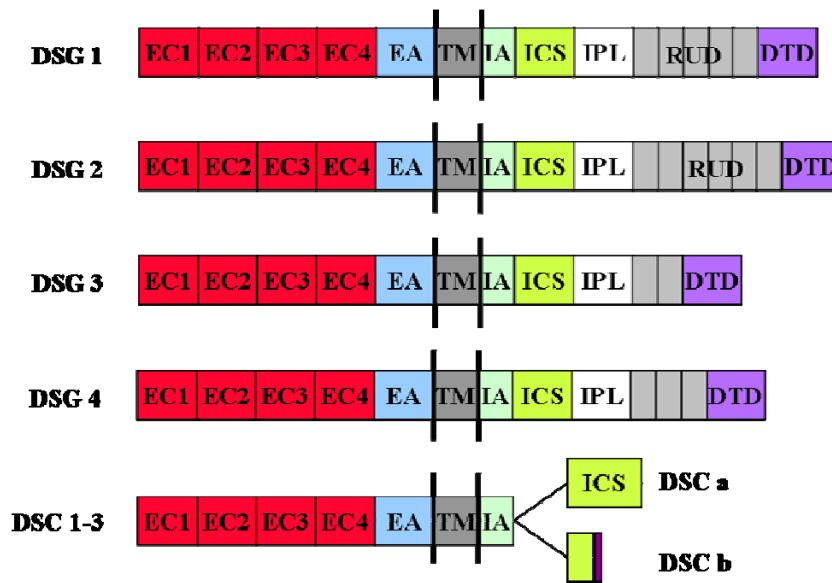 DSG 1 EC1 EC2 EC3 EC4 EA TM IA ICS IPL RUD DTD
DSG 2 EC1 EC2 EC3 EC4 EA TM IA ICS IPL RUD DTD
DSG 3 EC1 EC2 EC3 EC4 EA TM IA ICS IPL DTD
DSG 4 EC1 EC2 EC3 EC4 EA TM IA ICS IPL DTD
ICS DSC a
DSC 1-3 EC1 EC2 EC3 EC4 EA TM IA
DSC b